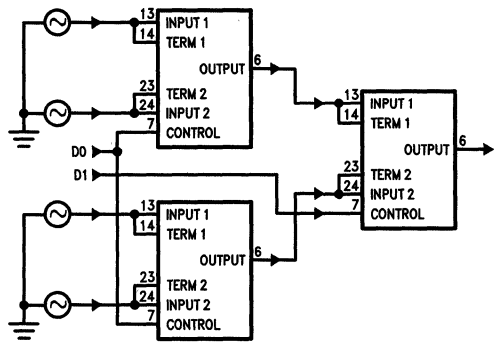 13 INPUT 1
14 TERM 1
OUTPUT 6
23 TERM 2
24 INPUT 2
7 CONTROL
13 INPUT 1
14 TERM 1
OUTPUT 6
23 TERM 2
24 INPUT 2
7 CONTROL
D0
D1
13 INPUT 1
14 TERM 1
OUTPUT 6
23 TERM 2
24 INPUT 2
7 CONTROL